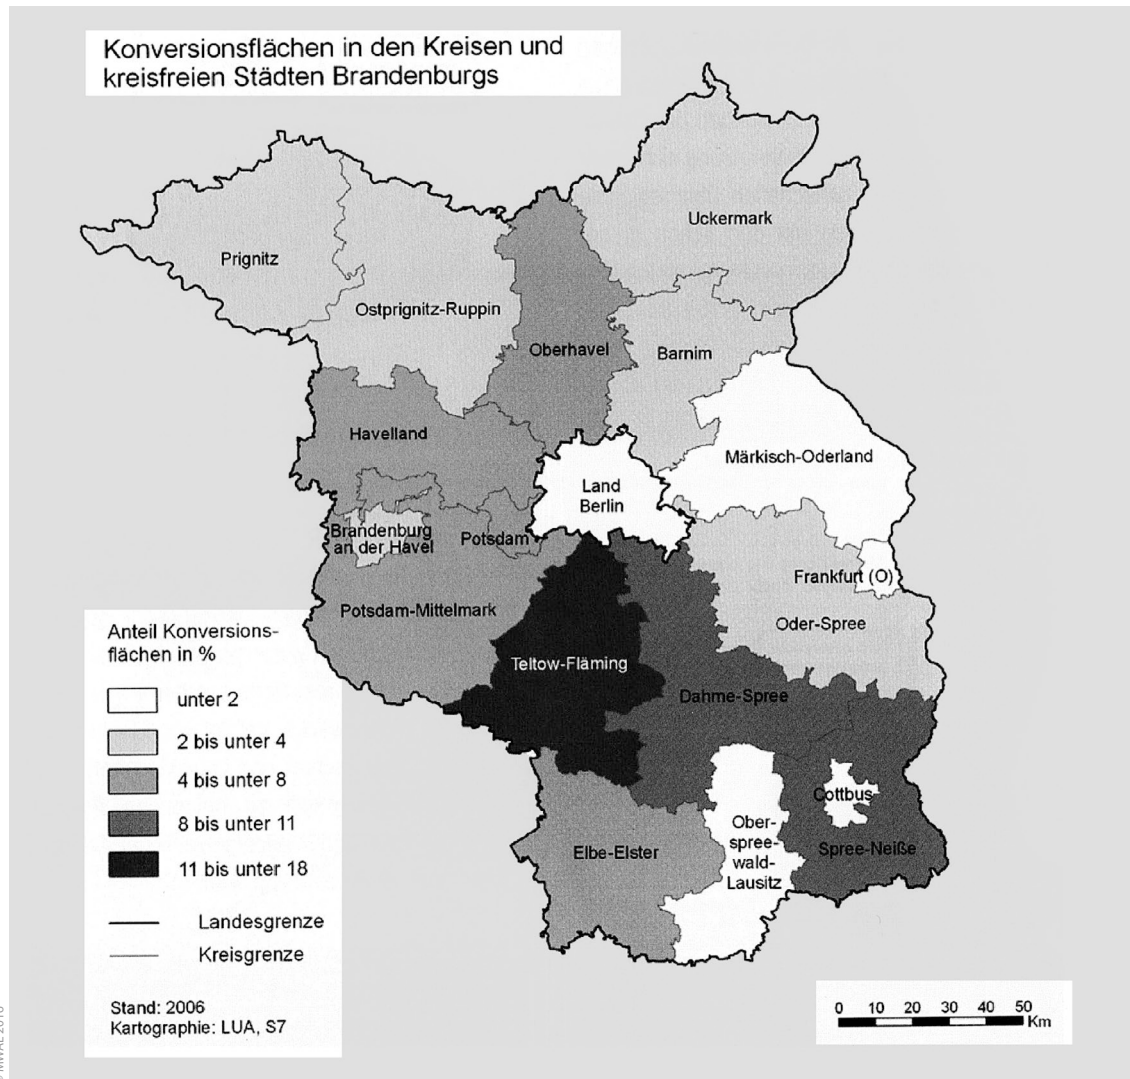 Konversionsflächen in den Kreisen und
kreisfreien Städten Brandenburgs
Uckermark
Prignitz
Ostprignitz-Ruppin
Oberhavel
Barnim
Havelland
Märkisch-Oderland
Land
Berlin
Brandenburg
an der Havel
Potsdam
Frankfurt (O)
Potsdam-Mittelmark
Oder-Spree
Teltow-Fläming
Dahme-Spree
Cottbus
Elbe-Elster
Ober-
spree-
wald-
Lausitz
Spree-Neiße
Anteil Konversions-
flächen in %
unter 2
2 bis unter 4
4 bis unter 8
8 bis unter 11
11 bis unter 18
Landesgrenze
Kreisgrenze
Stand: 2006
Kartographie: LUA, S7
0 10 20 30 40 50
Km